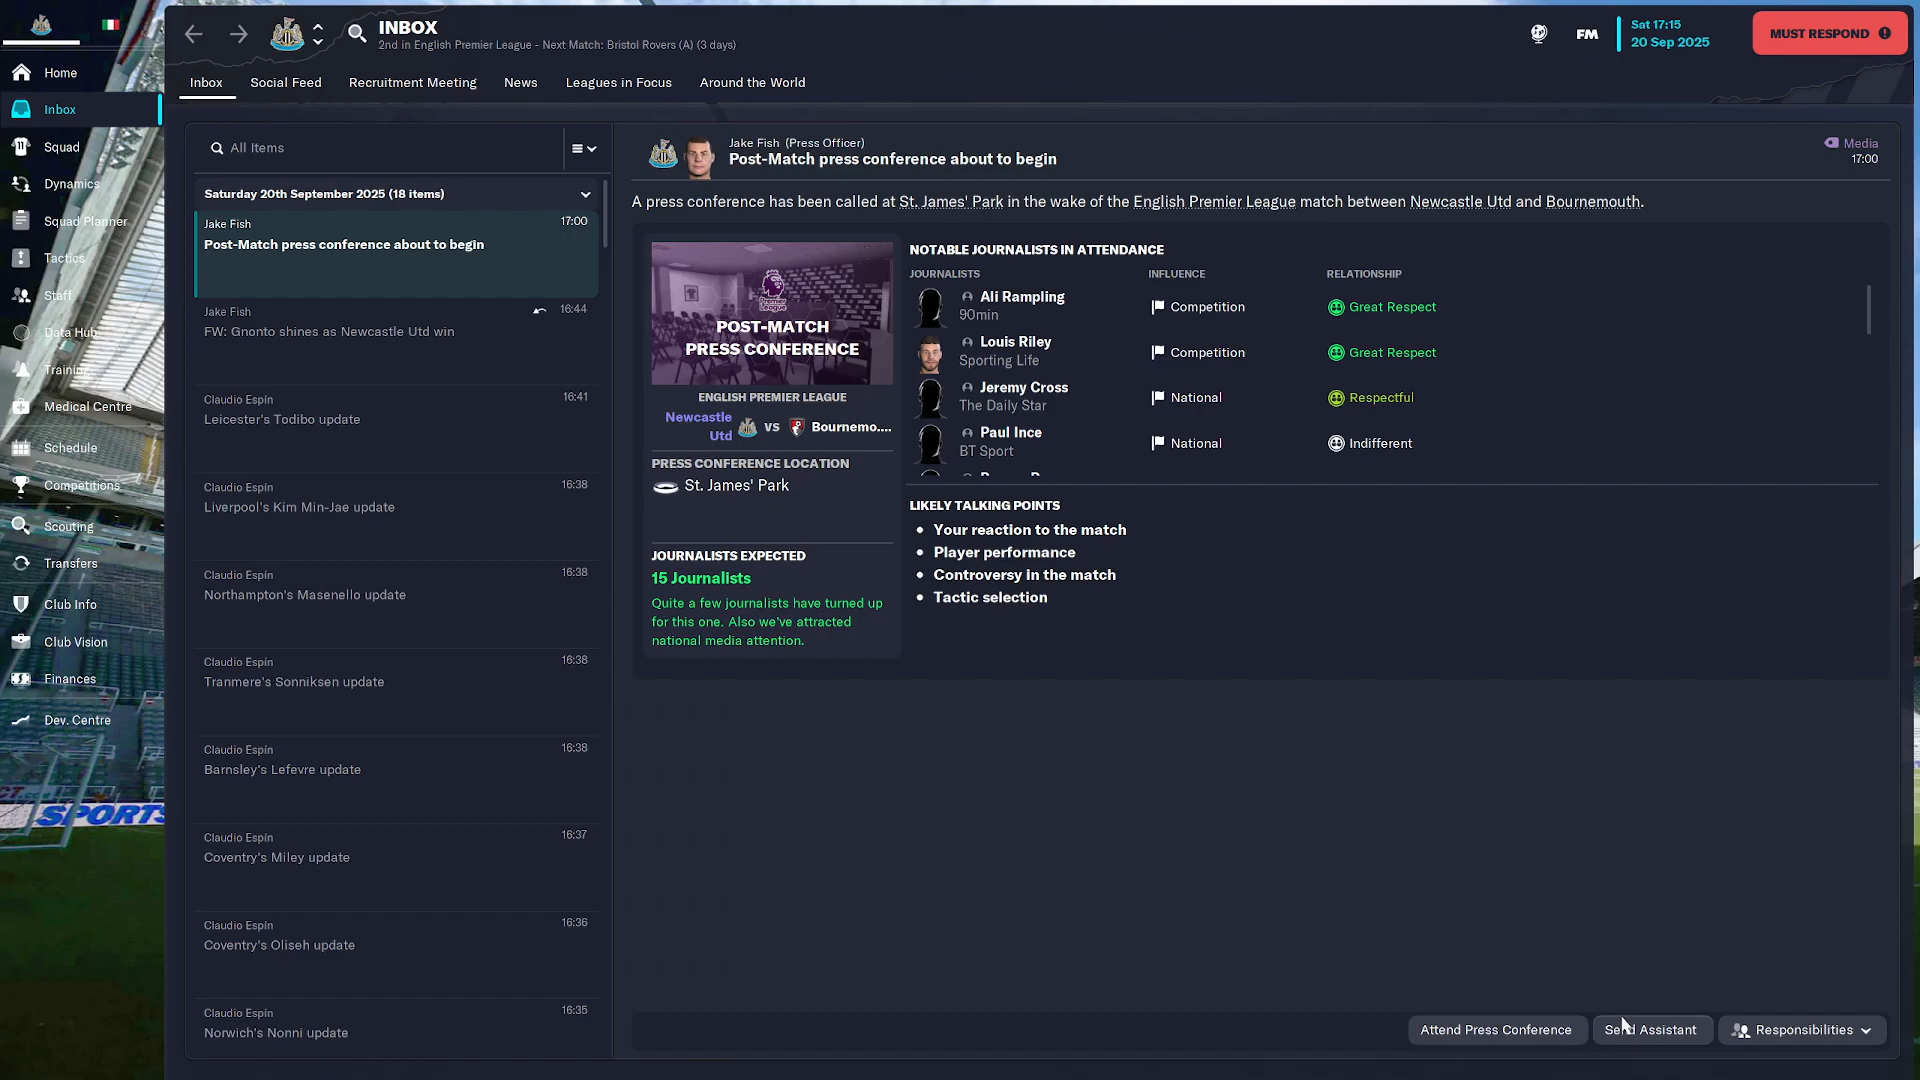 INBOX
2nd in English Premier League - Next Match: Bristol Rovers (A) (3 days)
FM
Sat 17:15
20 Sep 2025
MUST RESPOND
Home
Inbox
Squad
Dynamics
Squad Planner
Tactics
Staff
Data Hub
Training
Medical Centre
Schedule
Competitions
Scouting
Transfers
Club Info
Club Vision
Finances
Dev. Centre
SPORTS
Inbox Social Feed Recruitment Meeting News Leagues in Focus Around the World
All Items
Saturday 20th September 2025 (18 items)
Jake Fish 17:00
Post-Match press conference about to begin
Jake Fish 16:44
FW: Gnonto shines as Newcastle Utd win
Claudio Espín 16:41
Leicester's Todibo update
Claudio Espín 16:38
Liverpool's Kim Min-Jae update
Claudio Espín 16:38
Northampton's Masenello update
Claudio Espín 16:38
Tranmere's Sonniksen update
Claudio Espín 16:38
Barnsley's Lefevre update
Claudio Espín 16:37
Coventry's Miley update
Claudio Espín 16:36
Coventry's Oliseh update
Claudio Espín 16:35
Norwich's Nonni update
Jake Fish (Press Officer)
Post-Match press conference about to begin
Media
17:00
A press conference has been called at St. James' Park in the wake of the English Premier League match between Newcastle Utd and Bournemouth.
Premier League
POST-MATCH
PRESS CONFERENCE
ENGLISH PREMIER LEAGUE
Newcastle Utd vs Bournemo....
PRESS CONFERENCE LOCATION
St. James' Park
JOURNALISTS EXPECTED
15 Journalists
Quite a few journalists have turned up
for this one. Also we've attracted
national media attention.
NOTABLE JOURNALISTS IN ATTENDANCE
JOURNALISTS INFLUENCE RELATIONSHIP
Ali Rampling
90min
Competition Great Respect
Louis Riley
Sporting Life
Competition Great Respect
Jeremy Cross
The Daily Star
National Respectful
Paul Ince
BT Sport
National Indifferent
LIKELY TALKING POINTS
• Your reaction to the match
• Player performance
• Controversy in the match
• Tactic selection
Attend Press Conference Send Assistant Responsibilities